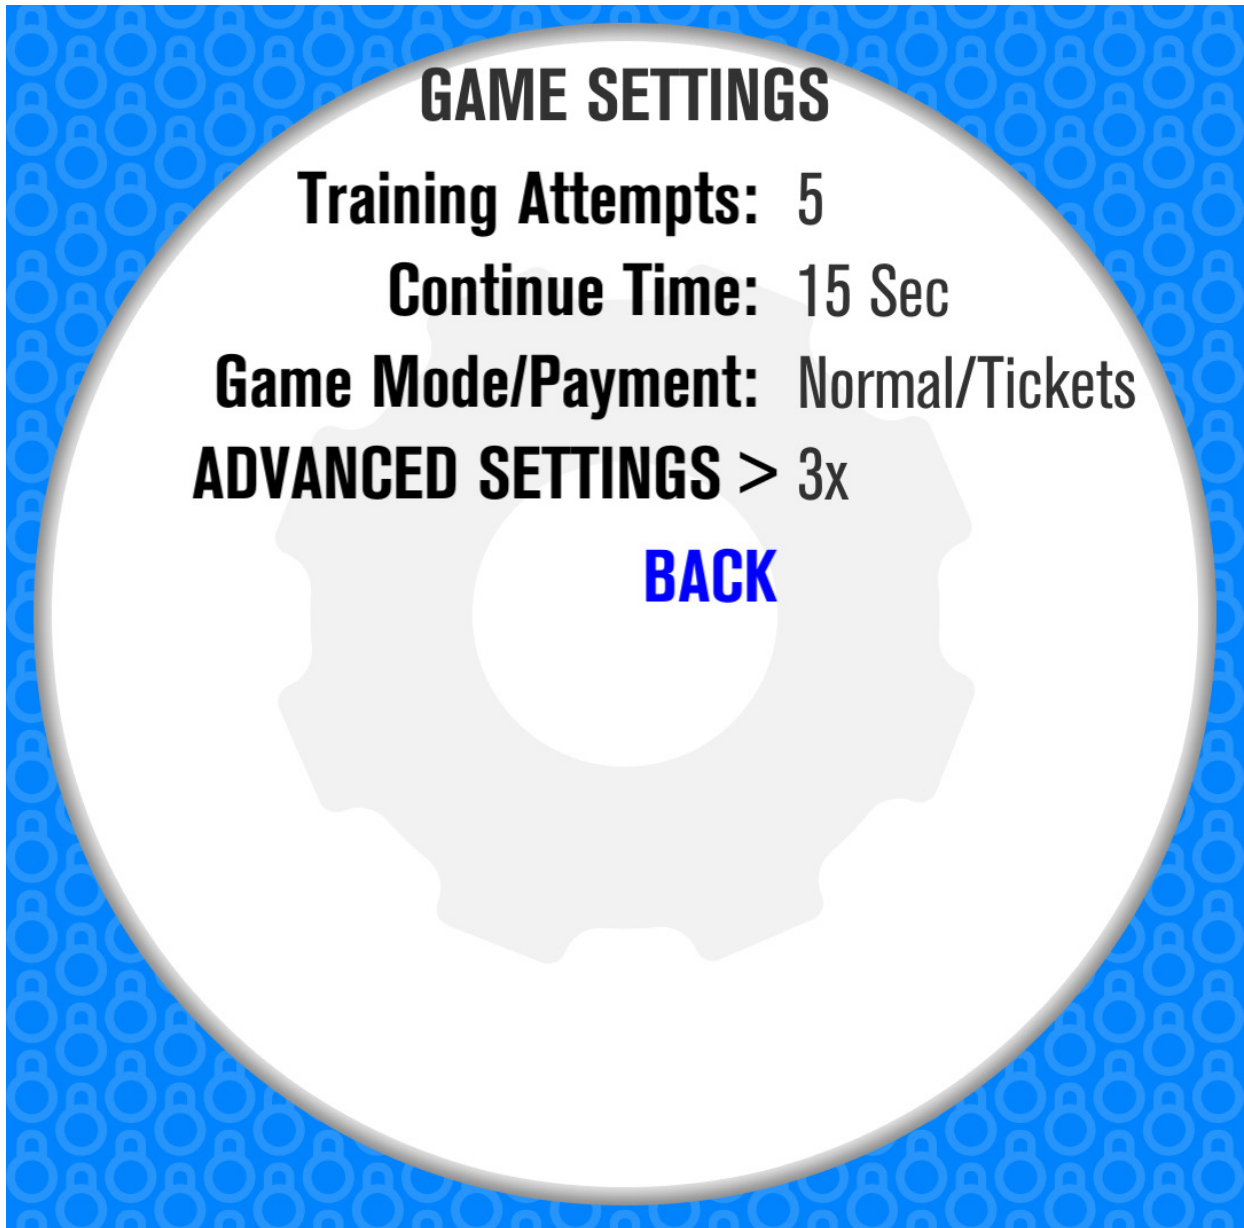 GAME SETTINGS
Training Attempts: 5
Continue Time: 15 Sec
Game Mode/Payment: Normal/Tickets
ADVANCED SETTINGS > 3x
BACK